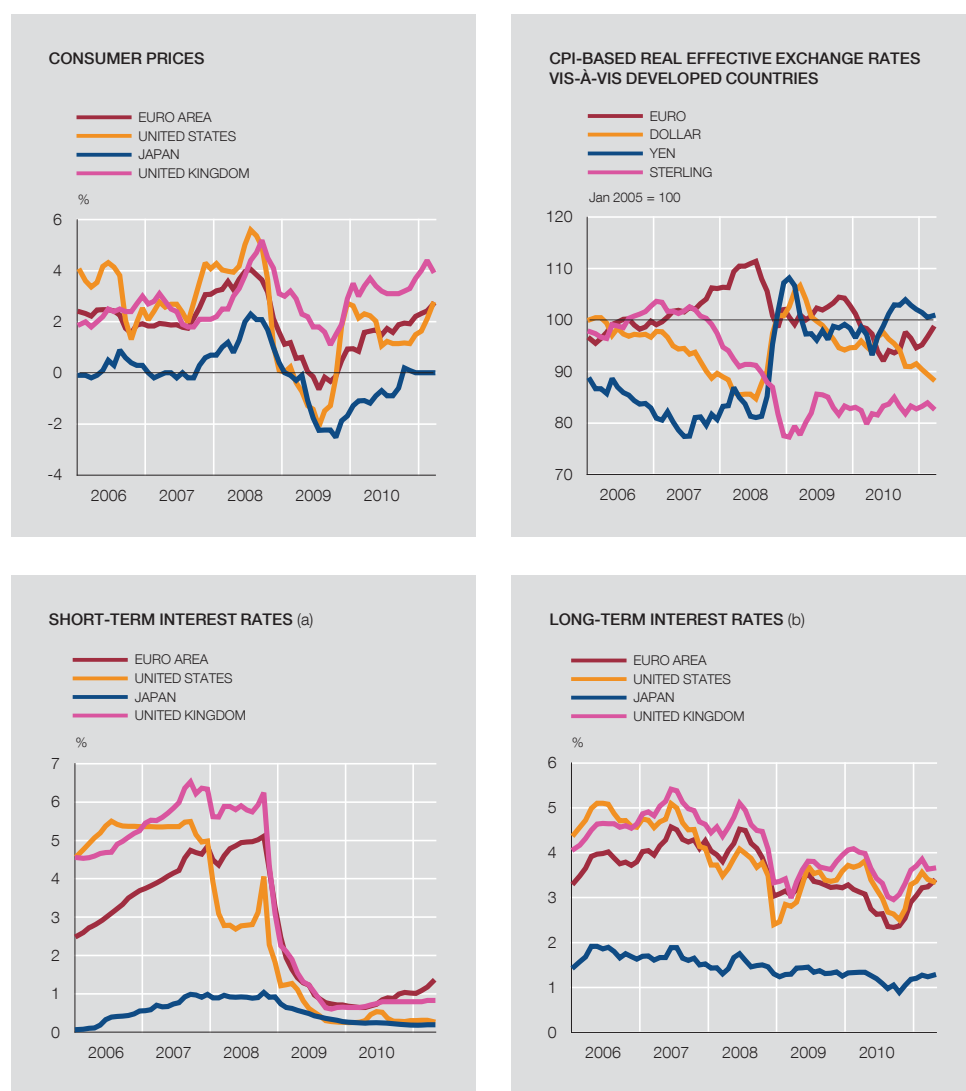 CONSUMER PRICES
EURO AREA
UNITED STATES
JAPAN
UNITED KINGDOM
%
6
4
2
0
-2
-4
2006 2007 2008 2009 2010
CPI-BASED REAL EFFECTIVE EXCHANGE RATES
VIS-À-VIS DEVELOPED COUNTRIES
EURO
DOLLAR
YEN
STERLING
Jan 2005 = 100
120
110
100
90
80
70
2006 2007 2008 2009 2010
SHORT-TERM INTEREST RATES (a)
EURO AREA
UNITED STATES
JAPAN
UNITED KINGDOM
%
7
6
5
4
3
2
1
0
2006 2007 2008 2009 2010
LONG-TERM INTEREST RATES (b)
EURO AREA
UNITED STATES
JAPAN
UNITED KINGDOM
%
6
5
4
3
2
1
0
2006 2007 2008 2009 2010